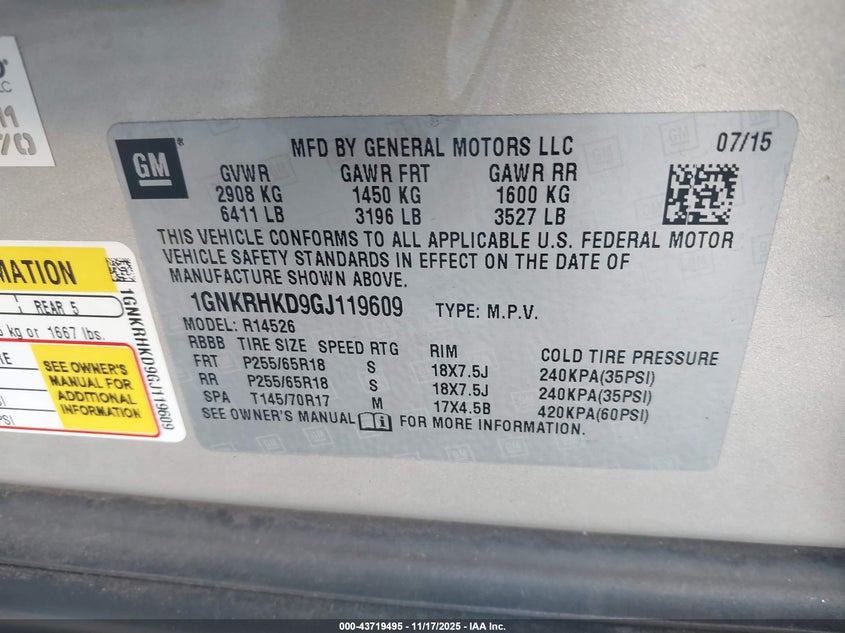 LLC
MFD BY GENERAL MOTORS LLC 07/15
GM
GVWR GAWR FRT GAWR RR
2908 KG 1450 KG 1600 KG
6411 LB 3196 LB 3527 LB
THIS VEHICLE CONFORMS TO ALL APPLICABLE U.S. FEDERAL MOTOR
VEHICLE SAFETY STANDARDS IN EFFECT ON THE DATE OF
MANUFACTURE SHOWN ABOVE.
1GNKRHKD9GJ119609 TYPE: M.P.V.
MODEL: R14526
RBBB TIRE SIZE SPEED RTG RIM COLD TIRE PRESSURE
FRT P255/65R18 S 18X7.5J 240KPA(35PSI)
RR P255/65R18 S 18X7.5J 240KPA(35PSI)
SPA T145/70R17 M 17X4.5B 420KPA(60PSI)
SEE OWNER'S MANUAL FOR MORE INFORMATION.
REAR 5
kg or 1667 lbs.
SEE OWNER'S
MANUAL FOR
ADDITIONAL
INFORMATION
1GNKRHKD9GJ119609
000-43719495 - 11/17/2025 - IAA Inc.